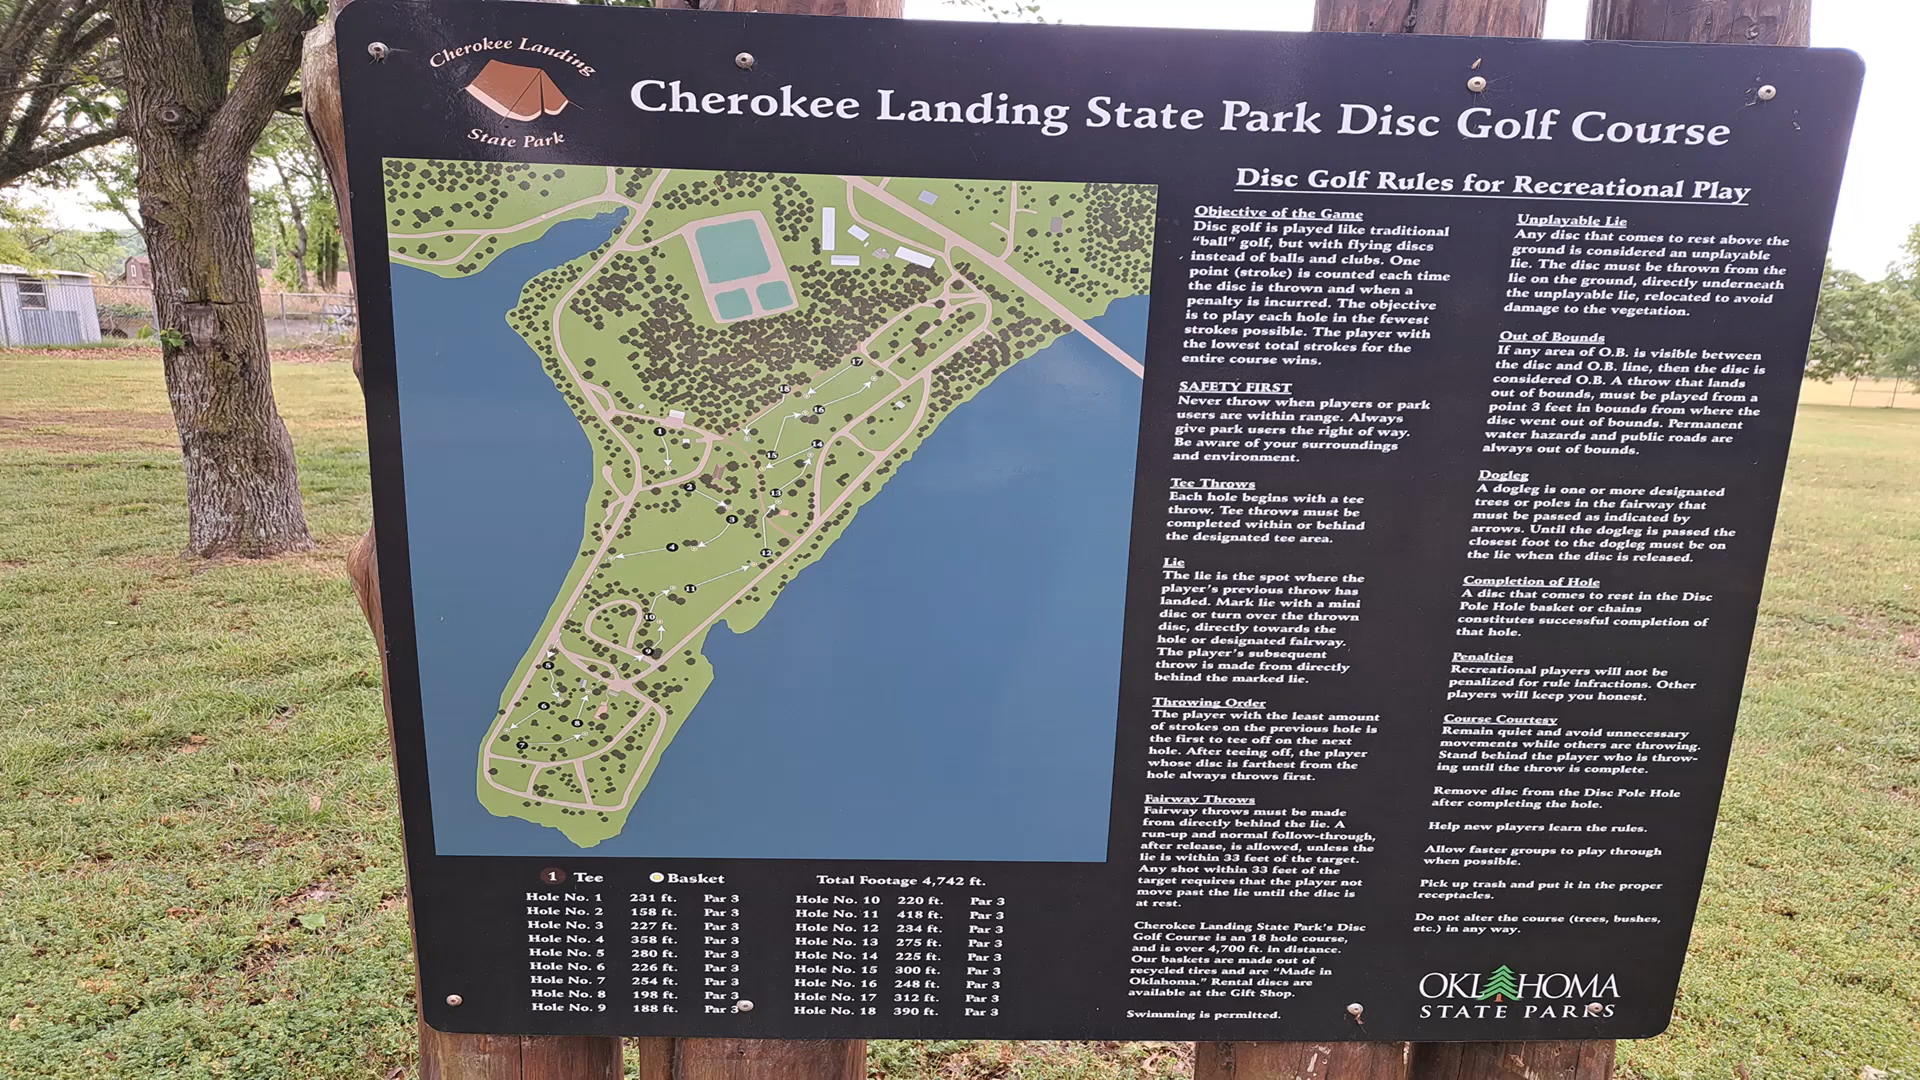 Cherokee Landing
State Park
Cherokee Landing State Park Disc Golf Course
Disc Golf Rules for Recreational Play
Objective of the Game
Disc golf is played like traditional
"ball" golf, but with flying discs
instead of balls and clubs. One
point (stroke) is counted each time
the disc is thrown and when a
penalty is incurred. The objective
is to play each hole in the fewest
strokes possible. The player with
the lowest total strokes for the
entire course wins.
SAFETY FIRST
Never throw when players or park
users are within range. Always
give park users the right of way.
Be aware of your surroundings
and environment.
Tee Throws
Each hole begins with a tee
throw. Tee throws must be
completed within or behind
the designated tee area.
Lie
The lie is the spot where the
player's previous throw has
landed. Mark lie with a mini
disc or turn over the thrown
disc, directly towards the
hole or designated fairway.
The player's subsequent
throw is made from directly
behind the marked lie.
Throwing Order
The player with the least amount
of strokes on the previous hole is
the first to tee off on the next
hole. After teeing off, the player
whose disc is farthest from the
hole always throws first.
Fairway Throws
Fairway throws must be made
from directly behind the lie. A
run-up and normal follow-through,
after release, is allowed, unless the
lie is within 33 feet of the target.
Any shot within 33 feet of the
target requires that the player not
move past the lie until the disc is
at rest.
Cherokee Landing State Park's Disc
Golf Course is an 18 hole course,
and is over 4,700 ft. in distance.
Our baskets are made out of
recycled tires and are "Made in
Oklahoma." Rental discs are
available at the Gift Shop.
Swimming is permitted.
Unplayable Lie
Any disc that comes to rest above the
ground is considered an unplayable
lie. The disc must be thrown from the
lie on the ground, directly underneath
the unplayable lie, relocated to avoid
damage to the vegetation.
Out of Bounds
If any area of O.B. is visible between
the disc and O.B. line, then the disc is
considered O.B. A throw that lands
out of bounds, must be played from a
point 3 feet in bounds from where the
disc went out of bounds. Permanent
water hazards and public roads are
always out of bounds.
Dogleg
A dogleg is one or more designated
trees or poles in the fairway that
must be passed as indicated by
arrows. Until the dogleg is passed the
closest foot to the dogleg must be on
the lie when the disc is released.
Completion of Hole
A disc that comes to rest in the Disc
Pole Hole basket or chains
constitutes successful completion of
that hole.
Penalties
Recreational players will not be
penalized for rule infractions. Other
players will keep you honest.
Course Courtesy
Remain quiet and avoid unnecessary
movements while others are throwing.
Stand behind the player who is throw-
ing until the throw is complete.
Remove disc from the Disc Pole Hole
after completing the hole.
Help new players learn the rules.
Allow faster groups to play through
when possible.
Pick up trash and put it in the proper
receptacles.
Do not alter the course (trees, bushes,
etc.) in any way.
17
18
16
1
14
15
2
13
3
4
12
11
10
9
5
6
8
7
1 Tee Basket
Hole No. 1 231 ft. Par 3
Hole No. 2 158 ft. Par 3
Hole No. 3 227 ft. Par 3
Hole No. 4 358 ft. Par 3
Hole No. 5 280 ft. Par 3
Hole No. 6 226 ft. Par 3
Hole No. 7 254 ft. Par 3
Hole No. 8 198 ft. Par 3
Hole No. 9 188 ft. Par 3
Total Footage 4,742 ft.
Hole No. 10 220 ft. Par 3
Hole No. 11 418 ft. Par 3
Hole No. 12 234 ft. Par 3
Hole No. 13 275 ft. Par 3
Hole No. 14 225 ft. Par 3
Hole No. 15 300 ft. Par 3
Hole No. 16 248 ft. Par 3
Hole No. 17 312 ft. Par 3
Hole No. 18 390 ft. Par 3
OKLAHOMA
STATE PARKS